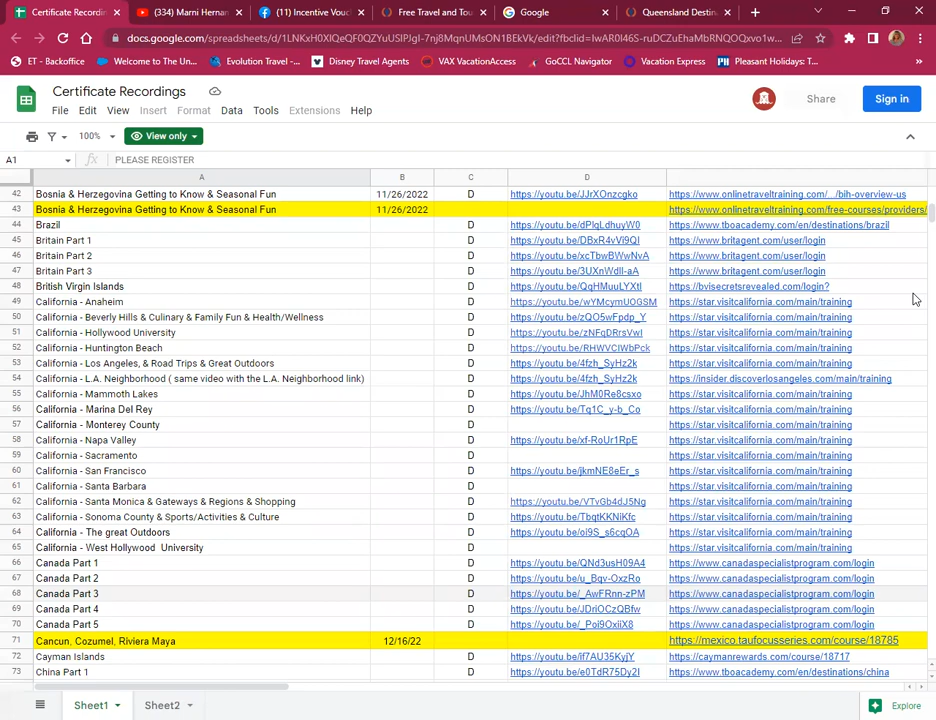 Certificate Recordings
(334) Marni Hernan
(11) Incentive Vouc
Free Travel and Tou
Google
Queensland Destin
docs.google.com/spreadsheets/d/1LNKxH0XIQeQF0QZYuUSIPJgI-7nj8MqnUMsON1BEkVk/edit?fbclid=IwAR0I46S-ruDCZuEhaMbRNQOQxvo1w...
ET - Backoffice
Welcome to The Un...
Evolution Travel -...
Disney Travel Agents
VAX VacationAccess
GoCCL Navigator
Vacation Express
Pleasant Holidays: T...
Certificate Recordings
File Edit View Insert Format Data Tools Extensions Help
Share
Sign in
100% View only
A1 fx PLEASE REGISTER
A B C D
42 Bosnia & Herzegovina Getting to Know & Seasonal Fun 11/26/2022 D https://youtu.be/JJrXOnzcgko https://www.onlinetraveltraining.com/.../bih-overview-us
43 Bosnia & Herzegovina Getting to Know & Seasonal Fun 11/26/2022 https://www.onlinetraveltraining.com/free-courses/providers/
44 Brazil D https://youtu.be/dPlqLdhuyW0 https://www.tboacademy.com/en/destinations/brazil
45 Britain Part 1 D https://youtu.be/DBxR4vVi9QI https://www.britagent.com/user/login
46 Britain Part 2 D https://youtu.be/xcTbwBWwNvA https://www.britagent.com/user/login
47 Britain Part 3 D https://youtu.be/3UXnWdlI-aA https://www.britagent.com/user/login
48 British Virgin Islands D https://youtu.be/QqHMuuLYXtI https://bvisecretsrevealed.com/login?
49 California - Anaheim D https://youtu.be/wYMcymUOGSM https://star.visitcalifornia.com/main/training
50 California - Beverly Hills & Culinary & Family Fun & Health/Wellness D https://youtu.be/zQO5wFpdp_Y https://star.visitcalifornia.com/main/training
51 California - Hollywood University D https://youtu.be/zNFqDRrsVwI https://star.visitcalifornia.com/main/training
52 California - Huntington Beach D https://youtu.be/RHWVCIWbPck https://star.visitcalifornia.com/main/training
53 California - Los Angeles, & Road Trips & Great Outdoors D https://youtu.be/4fzh_SyHz2k https://star.visitcalifornia.com/main/training
54 California - L.A. Neighborhood ( same video with the L.A. Neighborhood link) D https://youtu.be/4fzh_SyHz2k https://insider.discoverlosangeles.com/main/training
55 California - Mammoth Lakes D https://youtu.be/JhM0Re8csxo https://star.visitcalifornia.com/main/training
56 California - Marina Del Rey D https://youtu.be/Tq1C_y-b_Co https://star.visitcalifornia.com/main/training
57 California - Monterey County D https://star.visitcalifornia.com/main/training
58 California - Napa Valley D https://youtu.be/xf-RoUr1RpE https://star.visitcalifornia.com/main/training
59 California - Sacramento D https://star.visitcalifornia.com/main/training
60 California - San Francisco D https://youtu.be/jkmNE8eEr_s https://star.visitcalifornia.com/main/training
61 California - Santa Barbara D https://star.visitcalifornia.com/main/training
62 California - Santa Monica & Gateways & Regions & Shopping D https://youtu.be/VTvGb4dJ5Ng https://star.visitcalifornia.com/main/training
63 California - Sonoma County & Sports/Activities & Culture D https://youtu.be/TbqtKKNiKfc https://star.visitcalifornia.com/main/training
64 California - The great Outdoors D https://youtu.be/oi9S_s6cqOA https://star.visitcalifornia.com/main/training
65 California - West Hollywood University D https://star.visitcalifornia.com/main/training
66 Canada Part 1 D https://youtu.be/QNd3usH09A4 https://www.canadaspecialistprogram.com/login
67 Canada Part 2 D https://youtu.be/u_Bqv-OxzRo https://www.canadaspecialistprogram.com/login
68 Canada Part 3 D https://youtu.be/_AwFRnn-zPM https://www.canadaspecialistprogram.com/login
69 Canada Part 4 D https://youtu.be/JDriOCzQBfw https://www.canadaspecialistprogram.com/login
70 Canada Part 5 D https://youtu.be/_Poi9OxiiX8 https://www.canadaspecialistprogram.com/login
71 Cancun, Cozumel, Riviera Maya 12/16/22 https://mexico.taufocusseries.com/course/18785
72 Cayman Islands D https://youtu.be/if7AU35KyjY https://caymanrewards.com/course/18717
73 China Part 1 D https://youtu.be/e0TdR75Dy2I https://www.tboacademy.com/en/destinations/china
Sheet1 Sheet2 Explore